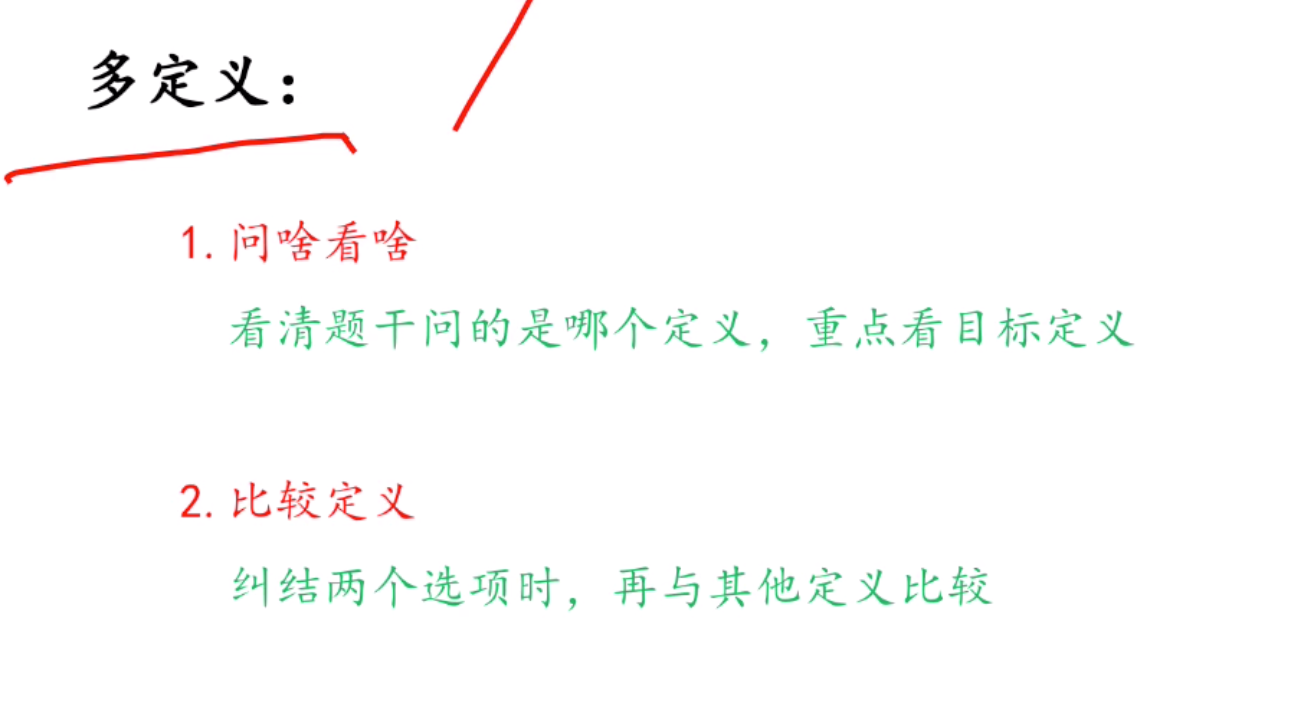 多定义：
1.问啥看啥
看清题干问的是哪个定义，重点看目标定义
2.比较定义
纠结两个选项时，再与其他定义比较